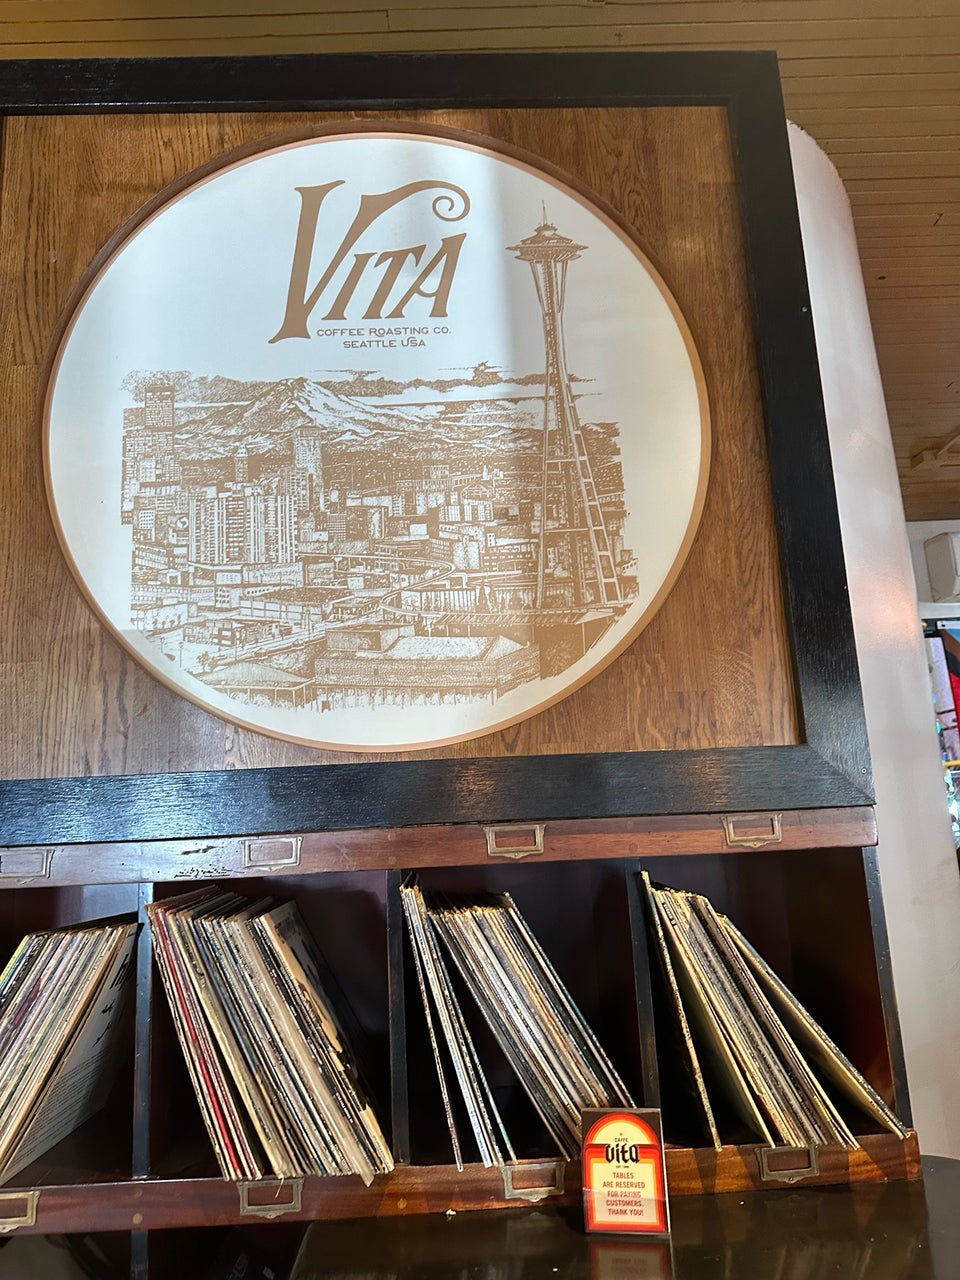 VITA
COFFEE ROASTING CO.
SEATTLE USA
CAFFE
Vita
TABLES
ARE RESERVED
FOR PAYING
CUSTOMERS.
THANK YOU!